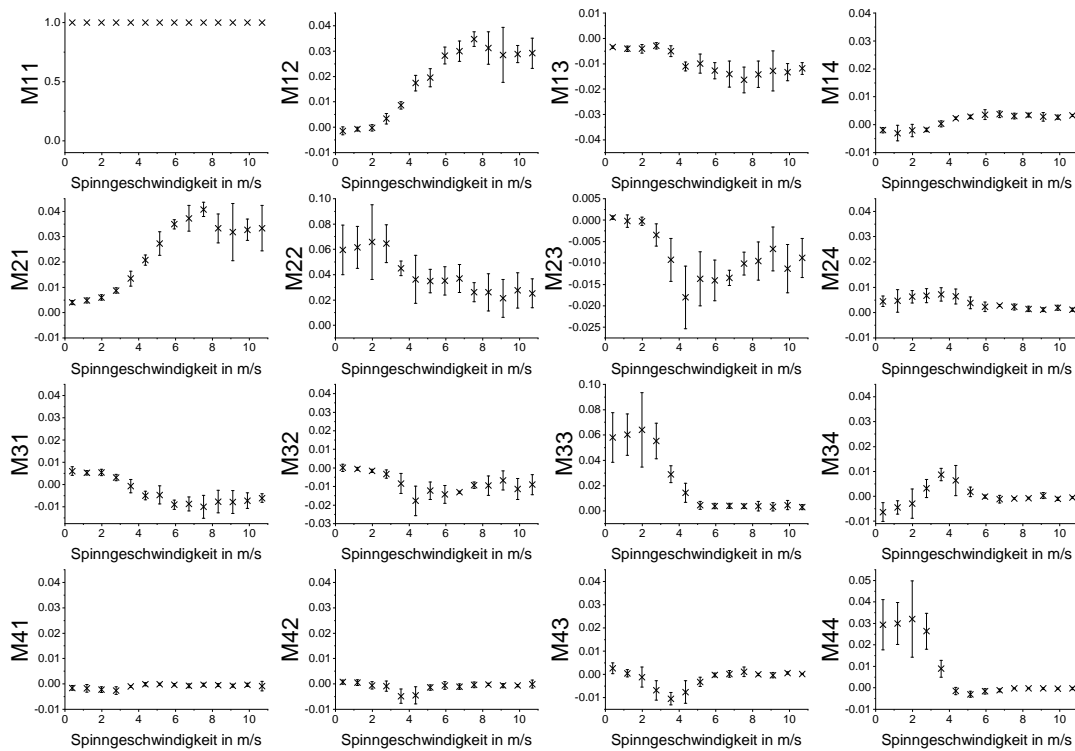 M11
1.0
0.5
0.0
0 2 4 6 8 10
Spinngeschwindigkeit in m/s
M12
0.04
0.03
0.02
0.01
0.00
-0.01
0 2 4 6 8 10
Spinngeschwindigkeit in m/s
M13
0.01
0.00
-0.01
-0.02
-0.03
-0.04
0 2 4 6 8 10
Spinngeschwindigkeit in m/s
M14
0.04
0.03
0.02
0.01
0.00
-0.01
0 2 4 6 8 10
Spinngeschwindigkeit in m/s
M21
0.04
0.03
0.02
0.01
0.00
-0.01
0 2 4 6 8 10
Spinngeschwindigkeit in m/s
M22
0.10
0.08
0.06
0.04
0.02
0.00
0 2 4 6 8 10
Spinngeschwindigkeit in m/s
M23
0.005
0.000
-0.005
-0.010
-0.015
-0.020
-0.025
0 2 4 6 8 10
Spinngeschwindigkeit in m/s
M24
0.04
0.03
0.02
0.01
0.00
-0.01
0 2 4 6 8 10
Spinngeschwindigkeit in m/s
M31
0.04
0.03
0.02
0.01
0.00
-0.01
0 2 4 6 8 10
Spinngeschwindigkeit in m/s
M32
0.04
0.03
0.02
0.01
0.00
-0.01
-0.02
-0.03
0 2 4 6 8 10
Spinngeschwindigkeit in m/s
M33
0.10
0.08
0.06
0.04
0.02
0.00
0 2 4 6 8 10
Spinngeschwindigkeit in m/s
M34
0.04
0.03
0.02
0.01
0.00
-0.01
0 2 4 6 8 10
Spinngeschwindigkeit in m/s
M41
0.04
0.03
0.02
0.01
0.00
-0.01
0 2 4 6 8 10
Spinngeschwindigkeit in m/s
M42
0.04
0.03
0.02
0.01
0.00
-0.01
0 2 4 6 8 10
Spinngeschwindigkeit in m/s
M43
0.04
0.03
0.02
0.01
0.00
-0.01
0 2 4 6 8 10
Spinngeschwindigkeit in m/s
M44
0.05
0.04
0.03
0.02
0.01
0.00
-0.01
0 2 4 6 8 10
Spinngeschwindigkeit in m/s